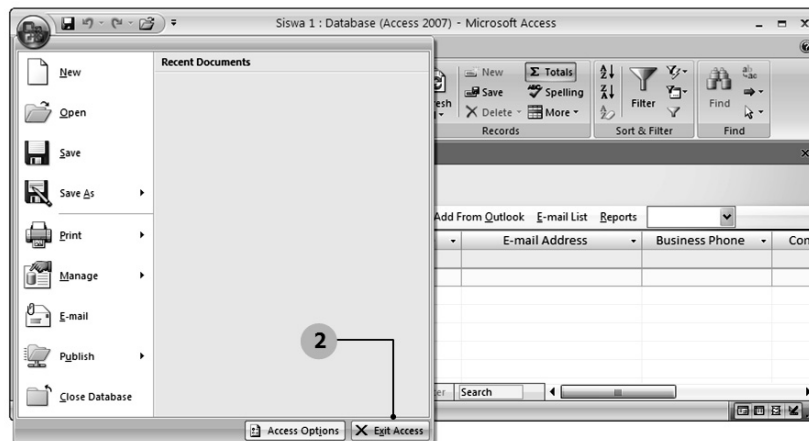 Siswa 1 : Database (Access 2007) - Microsoft Access
New
Open
Save
Save As
Print
Manage
E-mail
Publish
Close Database
Recent Documents
Access Options
Exit Access
2
New
Totals
Save
Spelling
Delete
More
Records
Filter
Sort & Filter
Find
Find
Add From Outlook E-mail List Reports
E-mail Address Business Phone
Search